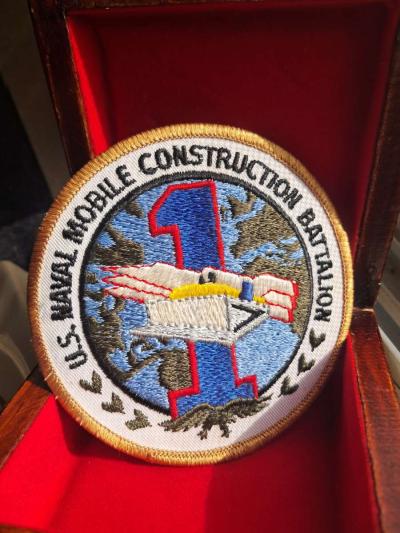 U.S. NAVAL MOBILE CONSTRUCTION BATTALION
1